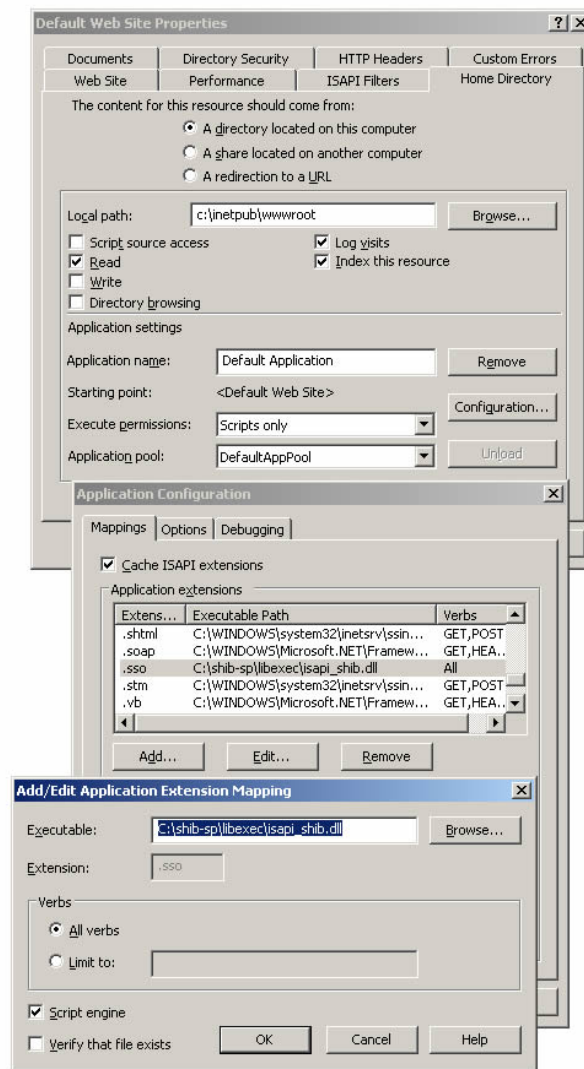 Default Web Site Properties
Documents Directory Security HTTP Headers Custom Errors
Web Site Performance ISAPI Filters Home Directory
The content for this resource should come from:
A directory located on this computer
A share located on another computer
A redirection to a URL
Local path: c:\inetpub\wwwroot Browse...
Script source access Log visits
Read Index this resource
Write
Directory browsing
Application settings
Application name: Default Application Remove
Starting point: <Default Web Site>
Configuration...
Execute permissions: Scripts only
Application pool: DefaultAppPool Unload
Application Configuration
Mappings Options Debugging
Cache ISAPI extensions
Application extensions
Extens... Executable Path Verbs
.shtml C:\WINDOWS\system32\inetsrv\ssin... GET,POST
.soap C:\WINDOWS\Microsoft.NET\Framew... GET,HEA...
.sso C:\shib-sp\libexec\isapi_shib.dll All
.stm C:\WINDOWS\system32\inetsrv\ssin... GET,POST
.vb C:\WINDOWS\Microsoft.NET\Framew... GET,HEA...
Add... Edit... Remove
Add/Edit Application Extension Mapping
Executable: C:\shib-sp\libexec\isapi_shib.dll Browse...
Extension: .sso
Verbs
All verbs
Limit to:
Script engine
Verify that file exists OK Cancel Help